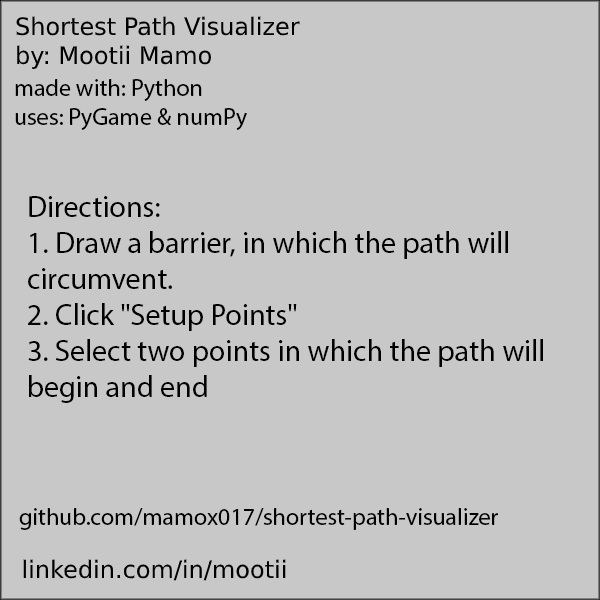 Shortest Path Visualizer
by: Mootii Mamo
made with: Python
uses: PyGame & numPy
Directions:
1. Draw a barrier, in which the path will
circumvent.
2. Click "Setup Points"
3. Select two points in which the path will
begin and end
github.com/mamox017/shortest-path-visualizer
linkedin.com/in/mootii